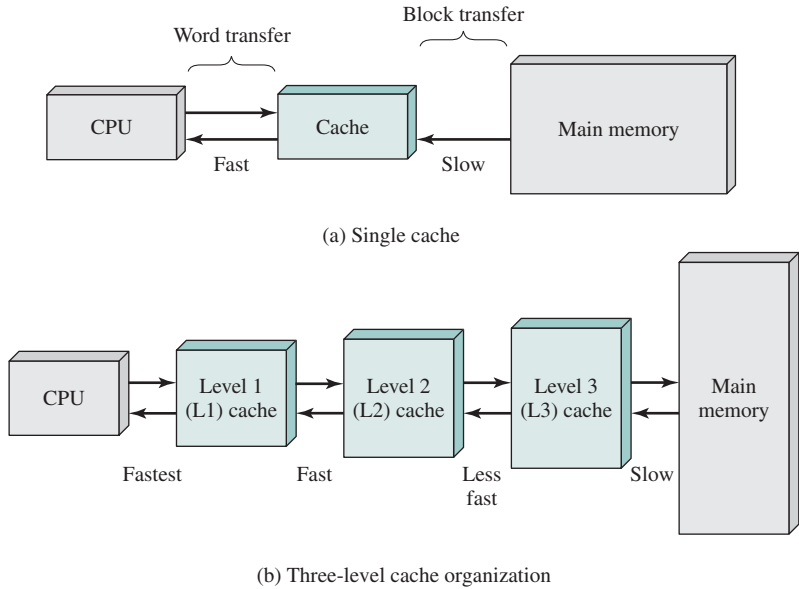 Block transfer
Word transfer
CPU
Cache
Main memory
Fast
Slow
(a) Single cache
CPU
Level 1
(L1) cache
Level 2
(L2) cache
Level 3
(L3) cache
Main
memory
Fastest
Fast
Less
fast
Slow
(b) Three-level cache organization